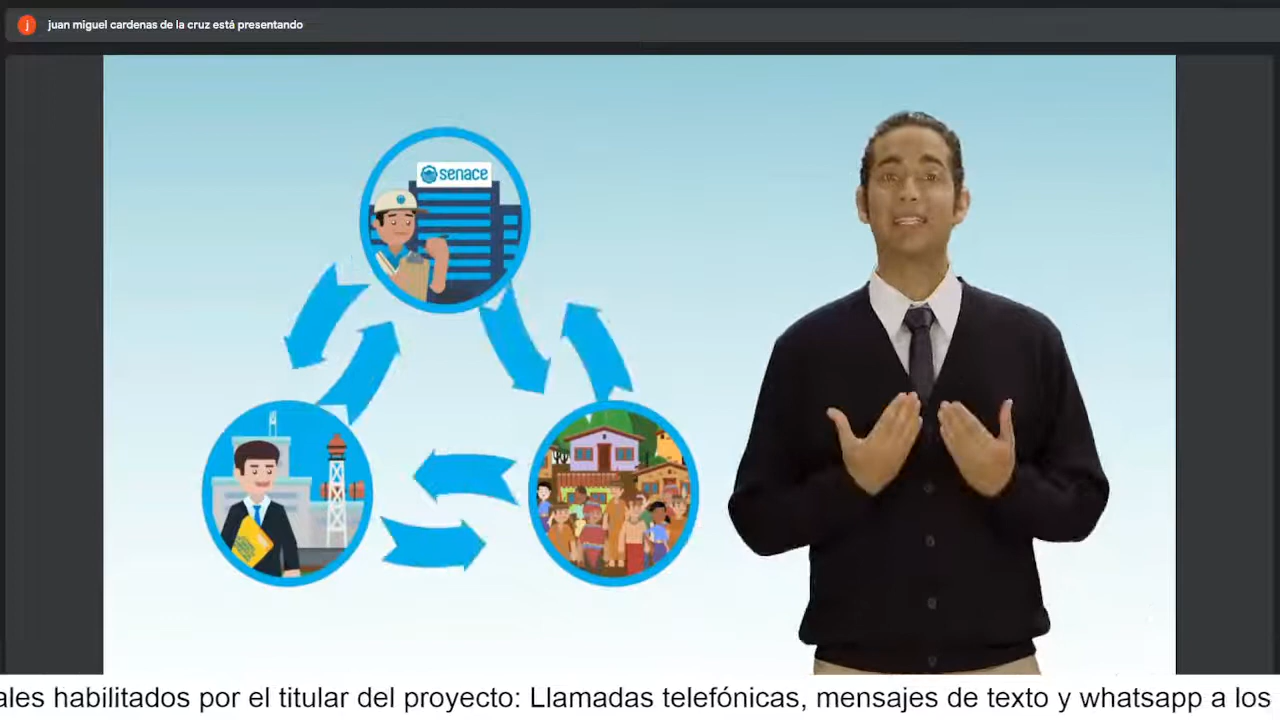 j juan miguel cardenas de la cruz está presentando
senace
ales habilitados por el titular del proyecto: Llamadas telefónicas, mensajes de texto y whatsapp a los